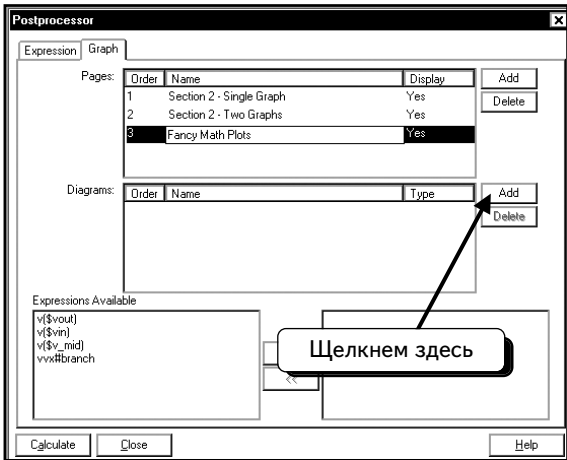 Postprocessor
Expression Graph
Pages: Order Name Display Add
1 Section 2 - Single Graph Yes Delete
2 Section 2 - Two Graphs Yes
3 Fancy Math Plots Yes
Diagrams: Order Name Type Add
Delete
Expressions Available
v($vout)
v($vin)
v($v_mid)
vvx#branch
Щелкнем здесь
<<
Calculate Close Help